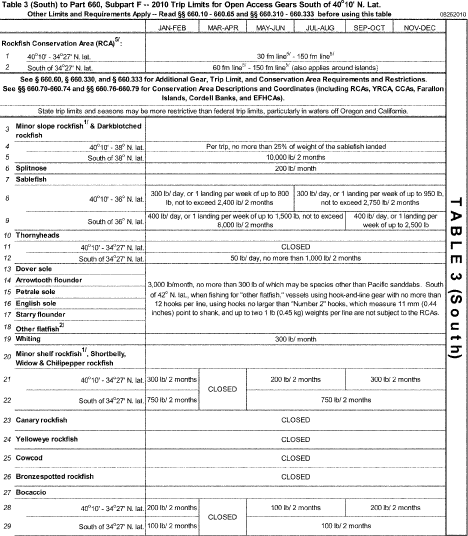 Table 3 (South) to Part 660, Subpart F -- 2010 Trip Limits for Open Access Gears South of 40°10' N. Lat.
Other Limits and Requirements Apply -- Read §§ 660.10 - 660.65 and §§ 660.310 - 660.333 before using this table 08252010
JAN-FEB MAR-APR MAY-JUN JUL-AUG SEP-OCT NOV-DEC
Rockfish Conservation Area (RCA)5/:
1 40°10' - 34°27' N. lat. 30 fm line6/ - 150 fm line6/
2 South of 34°27' N. lat. 60 fm line6/ - 150 fm line6/ (also applies around islands)
See § 660.60, § 660.330, and § 660.333 for Additional Gear, Trip Limit, and Conservation Area Requirements and Restrictions.
See §§ 660.70-660.74 and §§ 660.76-660.79 for Conservation Area Descriptions and Coordinates (including RCAs, YRCA, CCAs, Farallon
Islands, Cordell Banks, and EFHCAs).
State trip limits and seasons may be more restrictive than federal trip limits, particularly in waters off Oregon and California.
3 Minor slope rockfish1/ & Darkblotched
rockfish
4 40°10' - 38° N. lat. Per trip, no more than 25% of weight of the sablefish landed
5 South of 38° N. lat. 10,000 lb/ 2 months
6 Splitnose 200 lb/ month
7 Sablefish
8 40°10' - 36° N. lat. 300 lb/ day, or 1 landing per week of up to 800
lb, not to exceed 2,400 lb/ 2 months 300 lb/ day, or 1 landing per week of up to 950 lb,
not to exceed 2,750 lb/ 2 months
9 South of 36° N. lat. 400 lb/ day, or 1 landing per week of up to 1,500 lb, not to exceed
8,000 lb/ 2 months 400 lb/ day, or 1 landing per
week of up to 2,500 lb
10 Thornyheads
11 40°10' - 34°27' N. lat. CLOSED
12 South of 34°27' N. lat. 50 lb/ day, no more than 1,000 lb/ 2 months
13 Dover sole
14 Arrowtooth flounder
15 Petrale sole
16 English sole
17 Starry flounder
18 Other flatfish2/
3,000 lb/month, no more than 300 lb of which may be species other than Pacific sanddabs. South
of 42° N. lat., when fishing for "other flatfish," vessels using hook-and-line gear with no more than
12 hooks per line, using hooks no larger than "Number 2" hooks, which measure 11 mm (0.44
inches) point to shank, and up to two 1 lb (0.45 kg) weights per line are not subject to the RCAs.
19 Whiting 300 lb/ month
20 Minor shelf rockfish1/, Shortbelly,
Widow & Chilipepper rockfish
21 40°10' - 34°27' N. lat. 300 lb/ 2 months CLOSED 200 lb/ 2 months 300 lb/ 2 months
22 South of 34°27' N. lat. 750 lb/ 2 months 750 lb/ 2 months
23 Canary rockfish CLOSED
24 Yelloweye rockfish CLOSED
25 Cowcod CLOSED
26 Bronzespotted rockfish CLOSED
27 Bocaccio
28 40°10' - 34°27' N. lat. 200 lb/ 2 months CLOSED 100 lb/ 2 months 200 lb/ 2 months
29 South of 34°27' N. lat. 100 lb/ 2 months 100 lb/ 2 months
TABLE 3 (South)